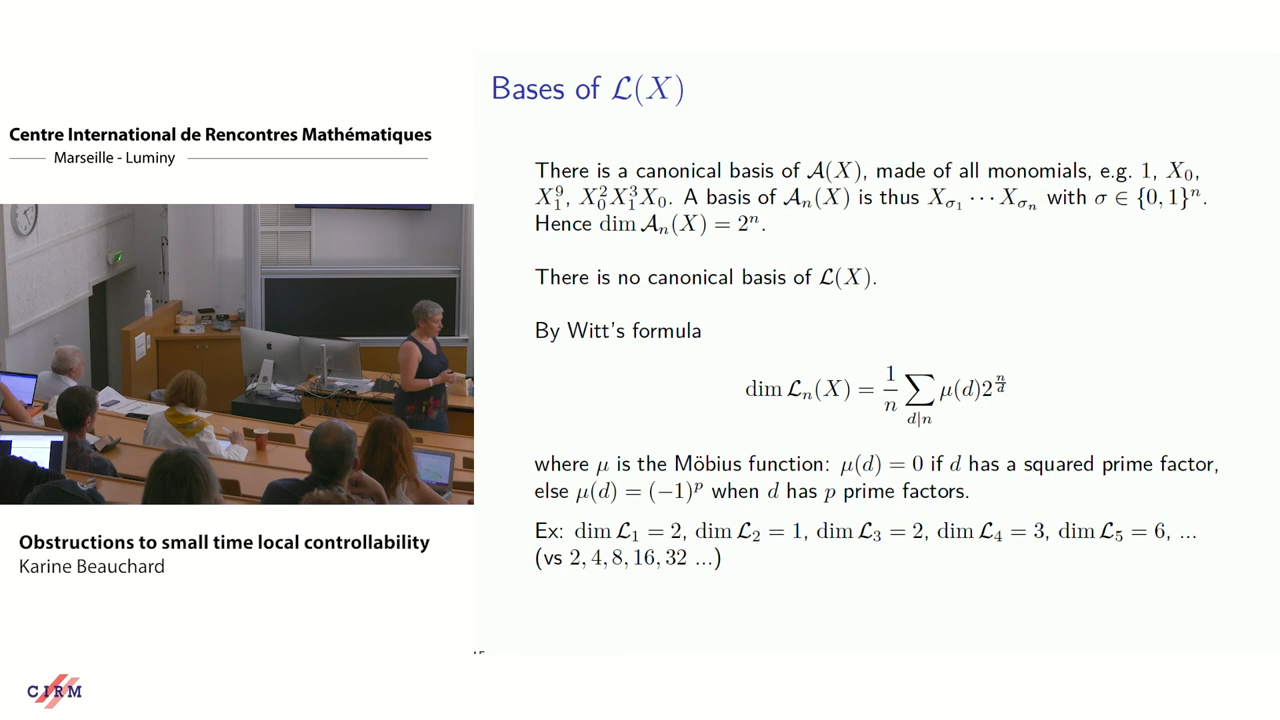 Centre International de Rencontres Mathématiques
Marseille - Luminy
Obstructions to small time local controllability
Karine Beauchard
CIRM
Bases of 𝓛(X)
There is a canonical basis of 𝓐(X), made of all monomials, e.g. 1, X₀,
X₁⁹, X₀²X₁³X₀. A basis of 𝓐ₙ(X) is thus X_{σ₁} ⋯ X_{σₙ} with σ ∈ {0, 1}ⁿ.
Hence dim 𝓐ₙ(X) = 2ⁿ.
There is no canonical basis of 𝓛(X).
By Witt's formula
dim 𝓛ₙ(X) = 1/n ∑_{d|n} μ(d)2^{n/d}
where μ is the Möbius function: μ(d) = 0 if d has a squared prime factor,
else μ(d) = (−1)ᵖ when d has p prime factors.
Ex: dim 𝓛₁ = 2, dim 𝓛₂ = 1, dim 𝓛₃ = 2, dim 𝓛₄ = 3, dim 𝓛₅ = 6, ...
(vs 2, 4, 8, 16, 32 ...)